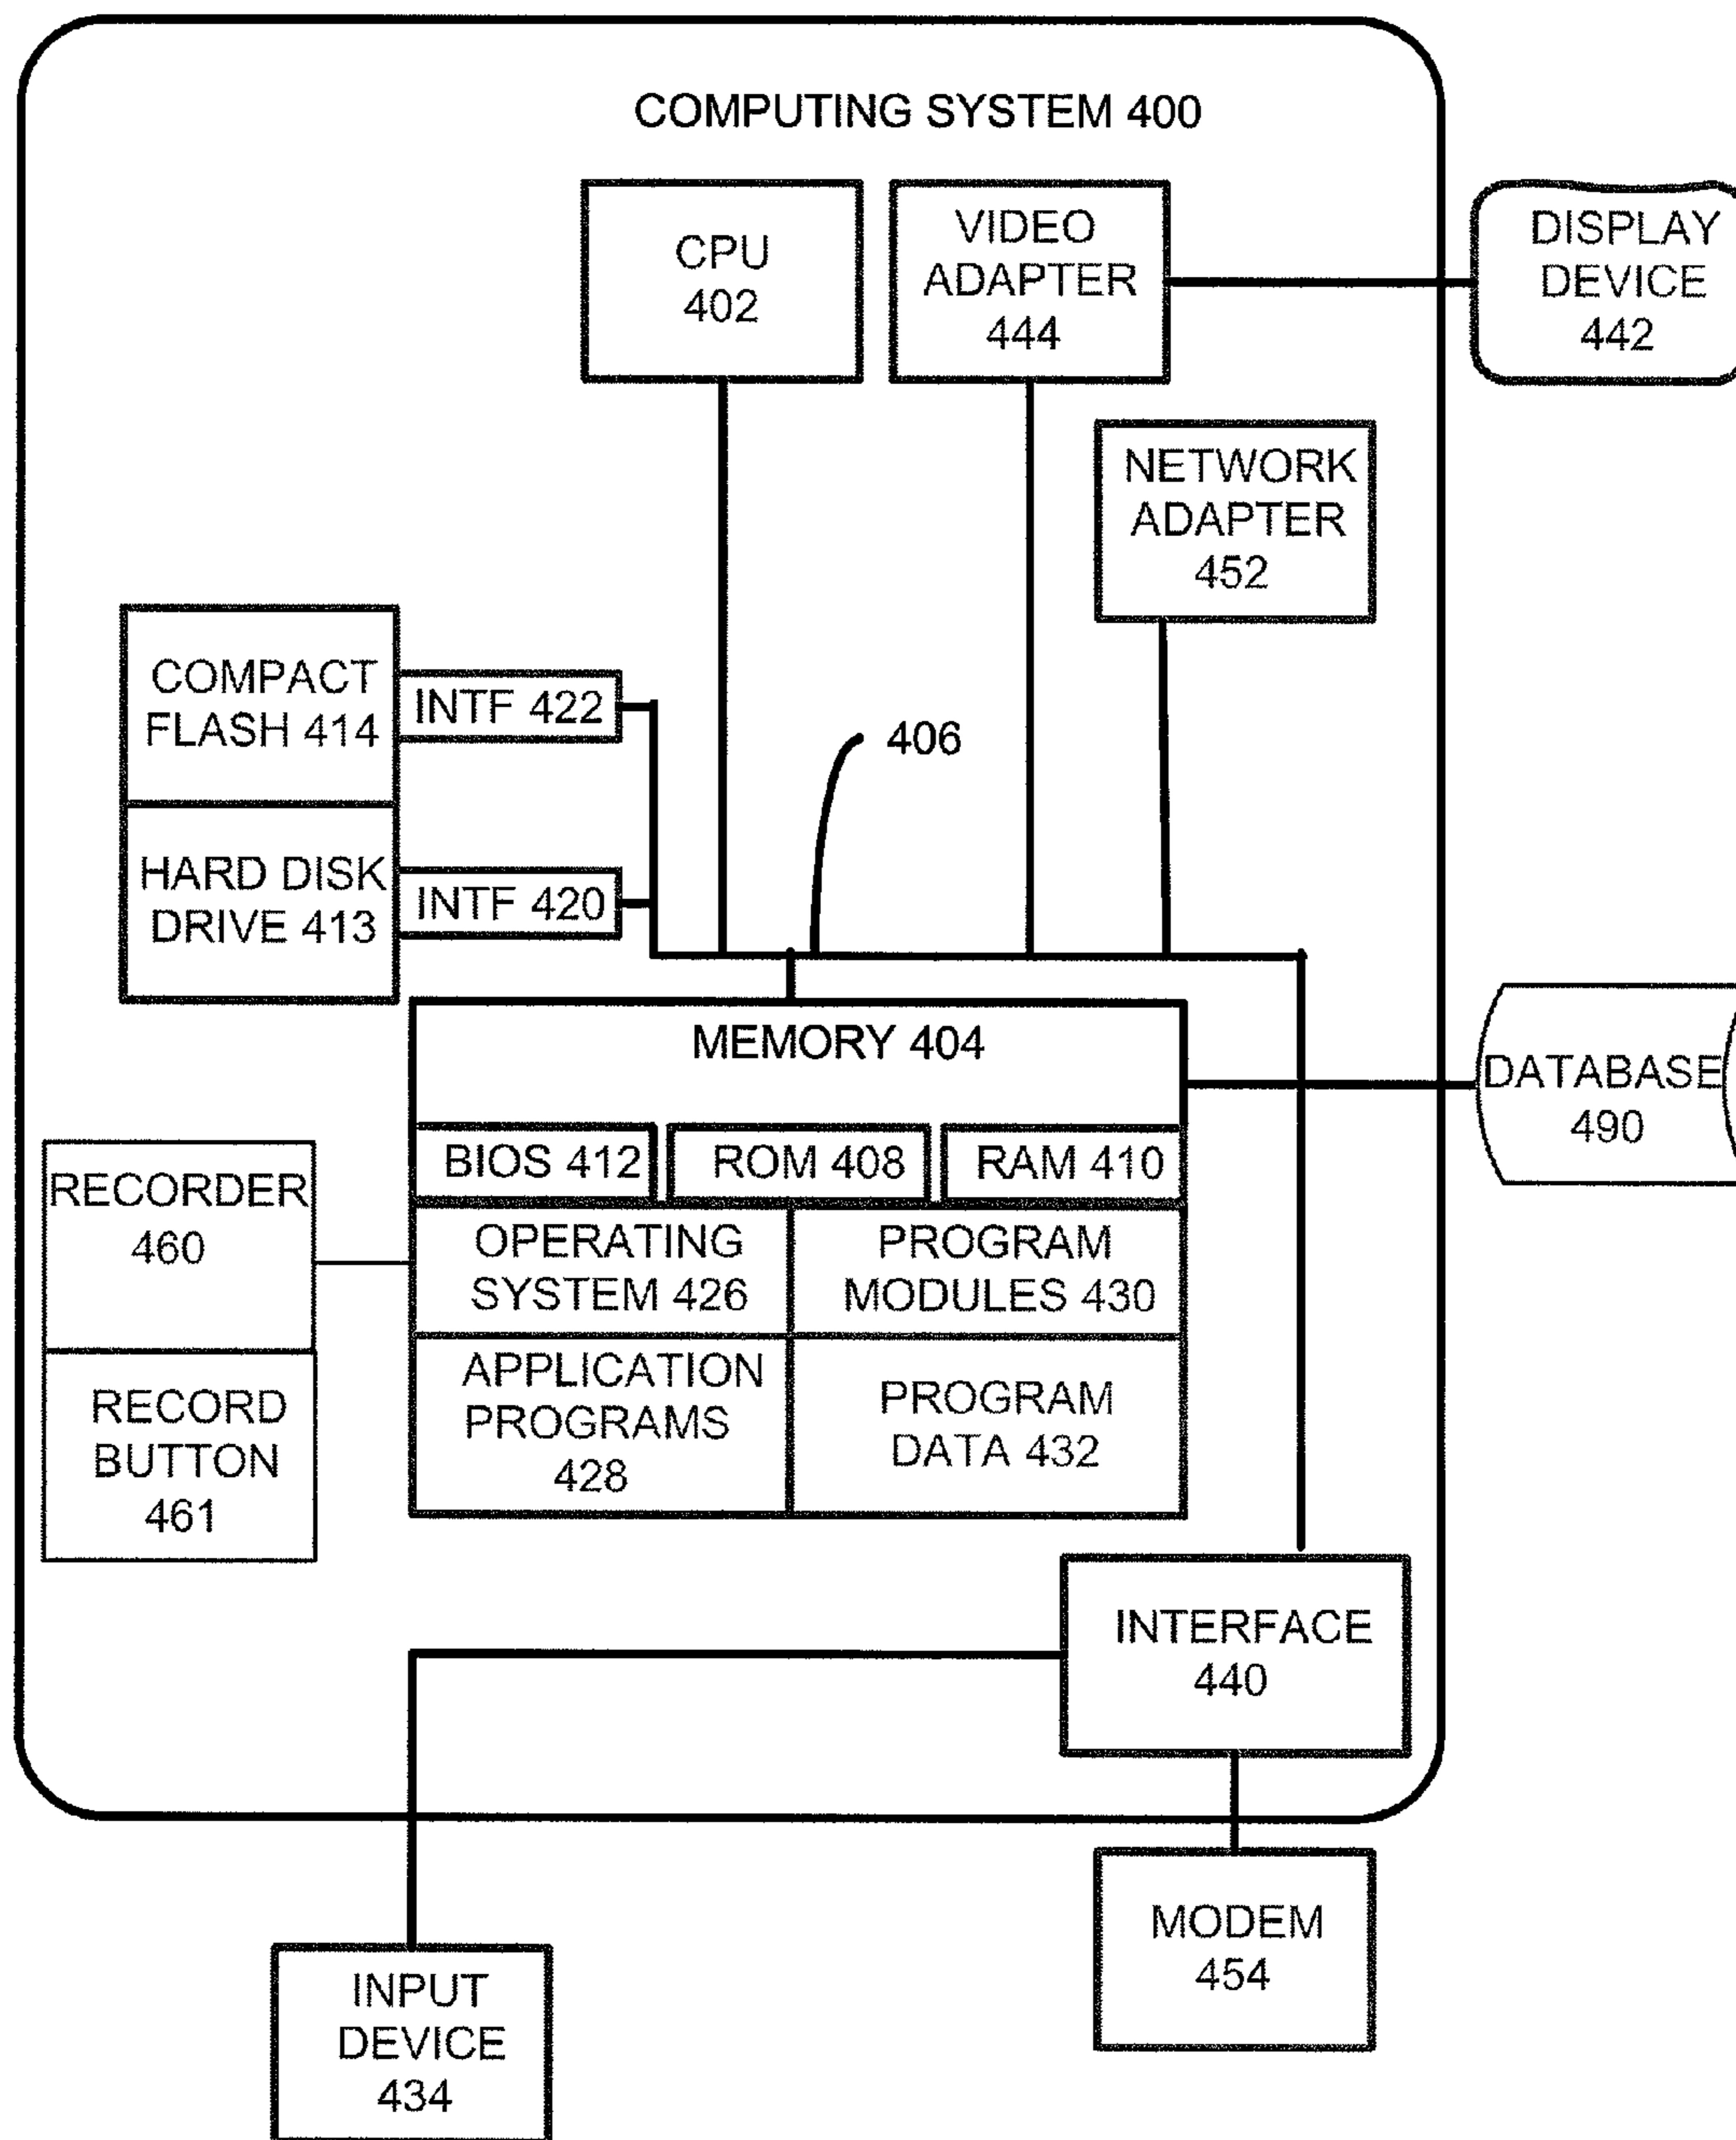 COMPUTING SYSTEM 400
CPU
402
VIDEO
ADAPTER
444
DISPLAY
DEVICE
442
NETWORK
ADAPTER
452
COMPACT
FLASH 414
INTF 422
406
HARD DISK
DRIVE 413
INTF 420
MEMORY 404
DATABASE
490
BIOS 412
ROM 408
RAM 410
RECORDER
460
OPERATING
SYSTEM 426
PROGRAM
MODULES 430
RECORD
BUTTON
461
APPLICATION
PROGRAMS
428
PROGRAM
DATA 432
INTERFACE
440
MODEM
454
INPUT
DEVICE
434